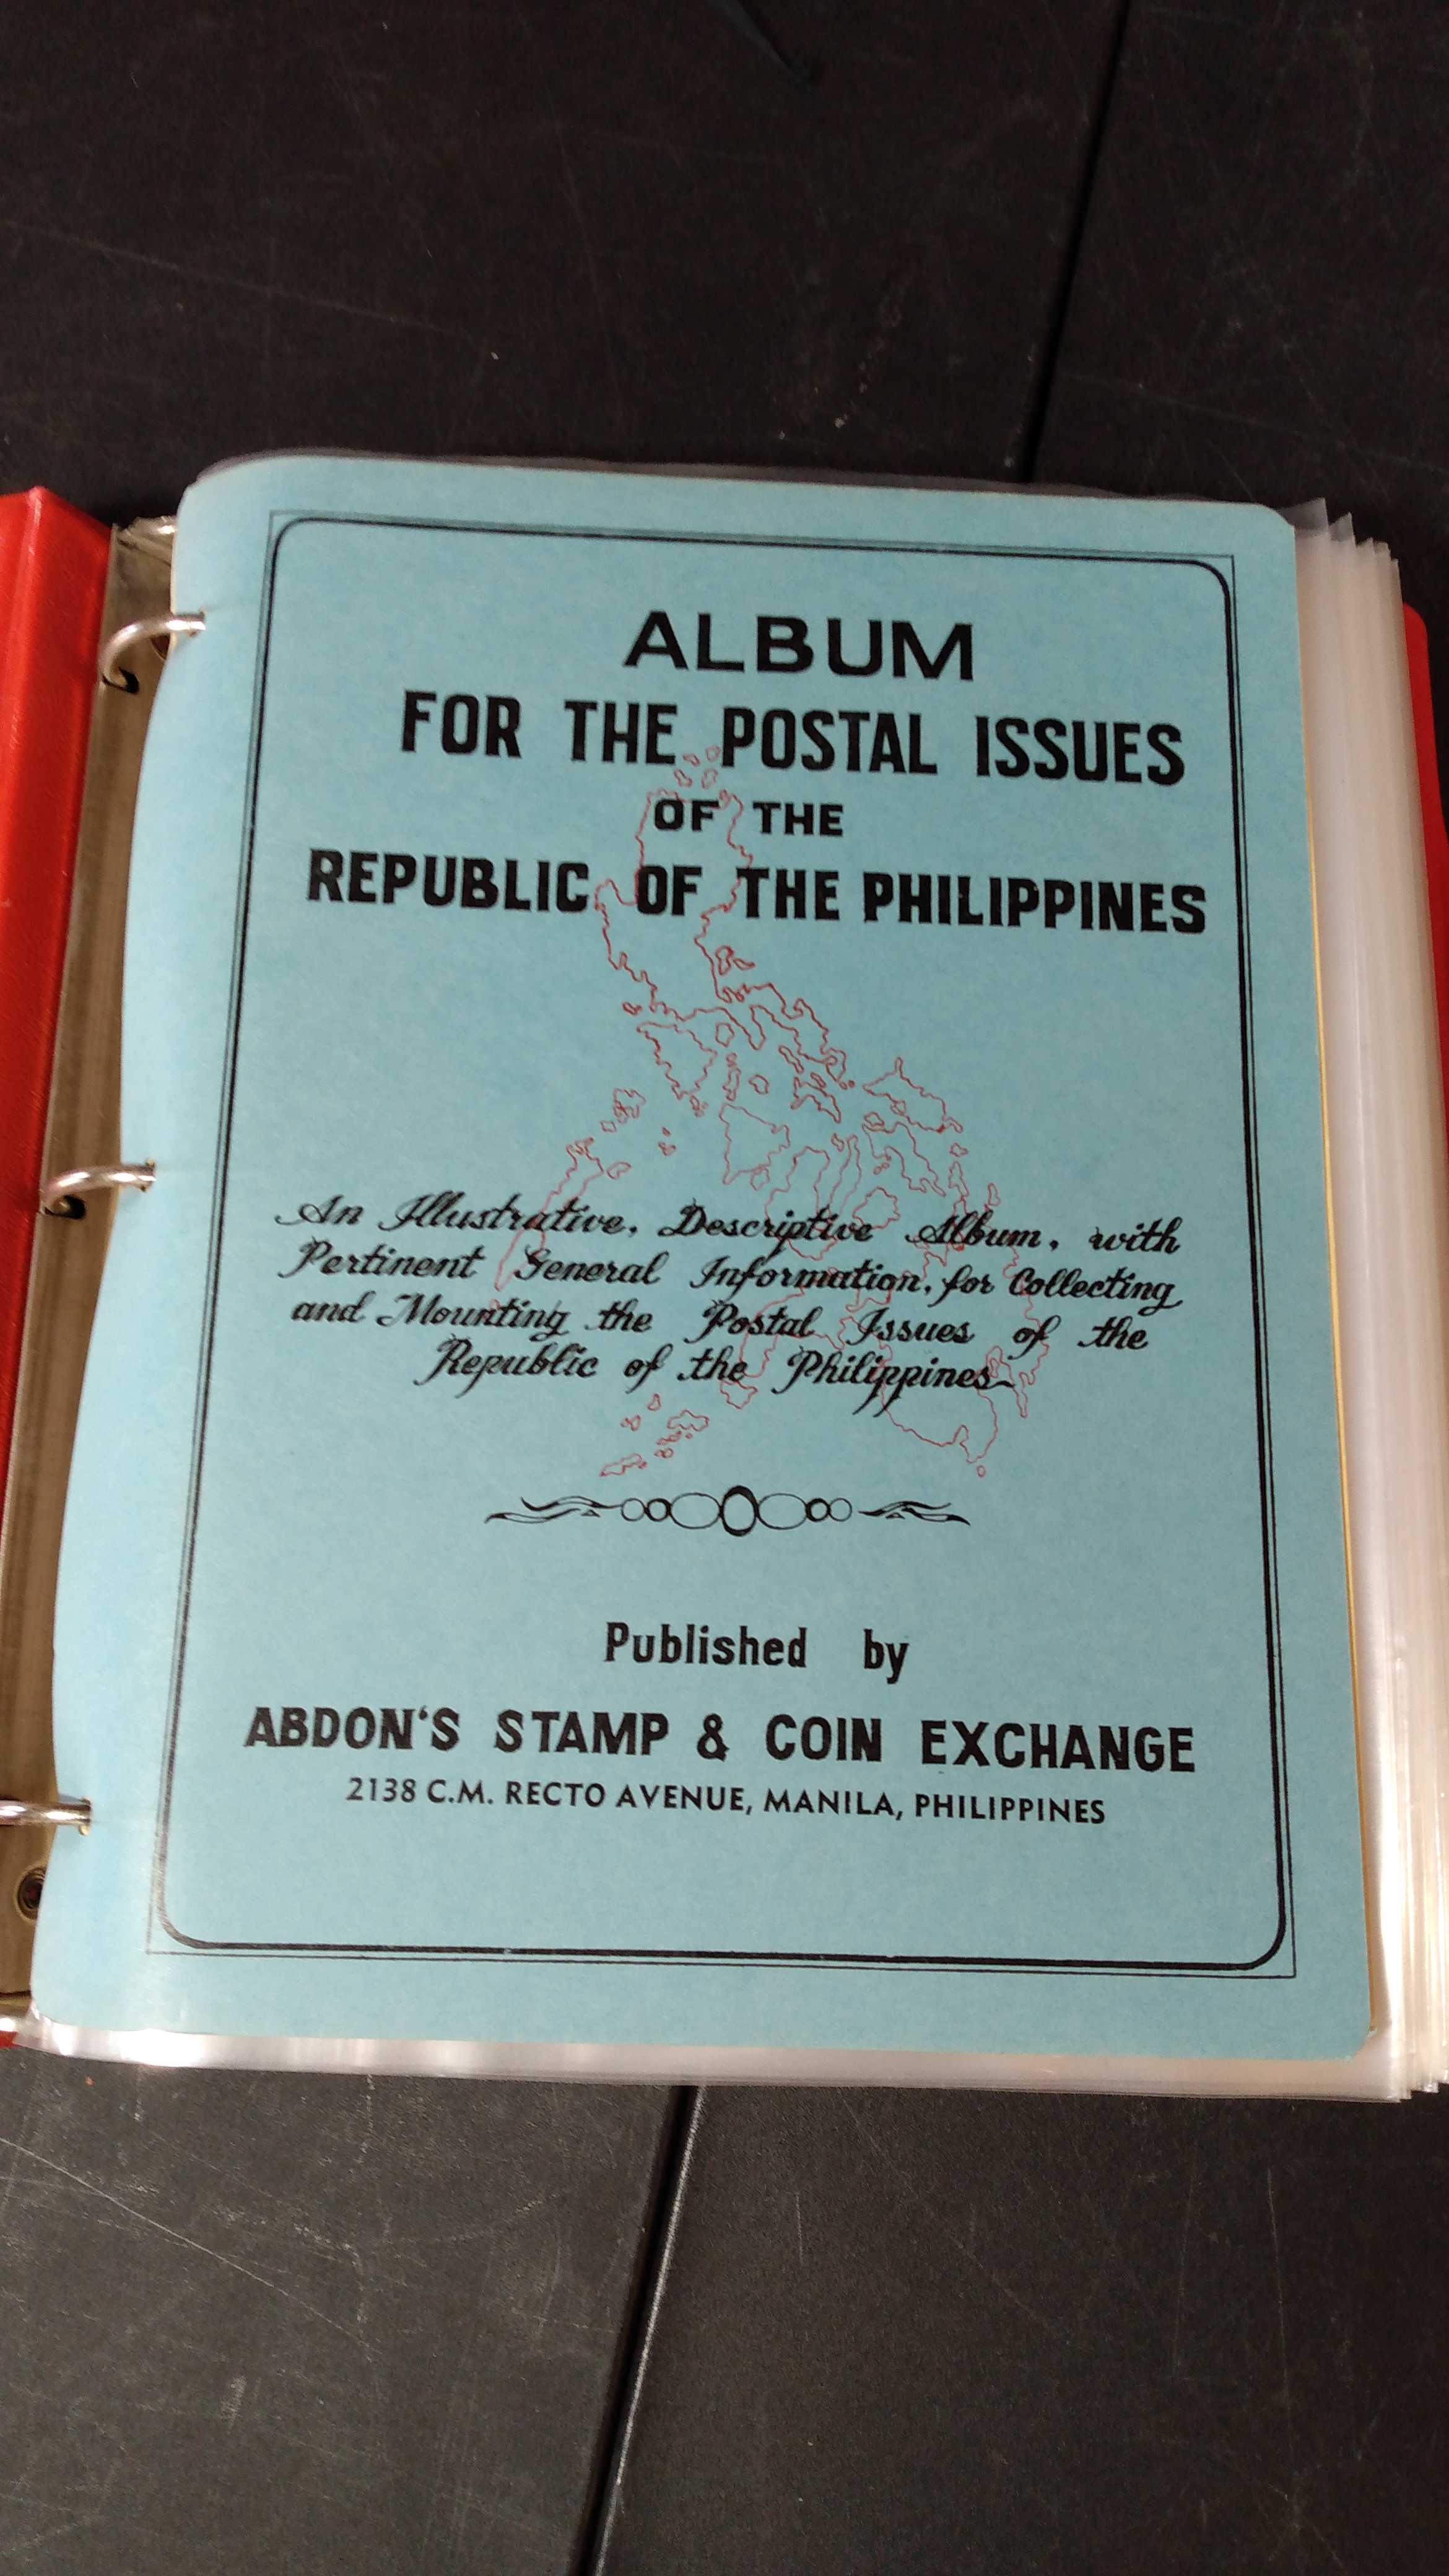 ALBUM
FOR THE POSTAL ISSUES
OF THE
REPUBLIC OF THE PHILIPPINES
An Illustrative, Descriptive Album, with
Pertinent General Information, for Collecting
and Mounting the Postal Issues of the
Republic of the Philippines
Published by
ABDON'S STAMP & COIN EXCHANGE
2138 C.M. RECTO AVENUE, MANILA, PHILIPPINES